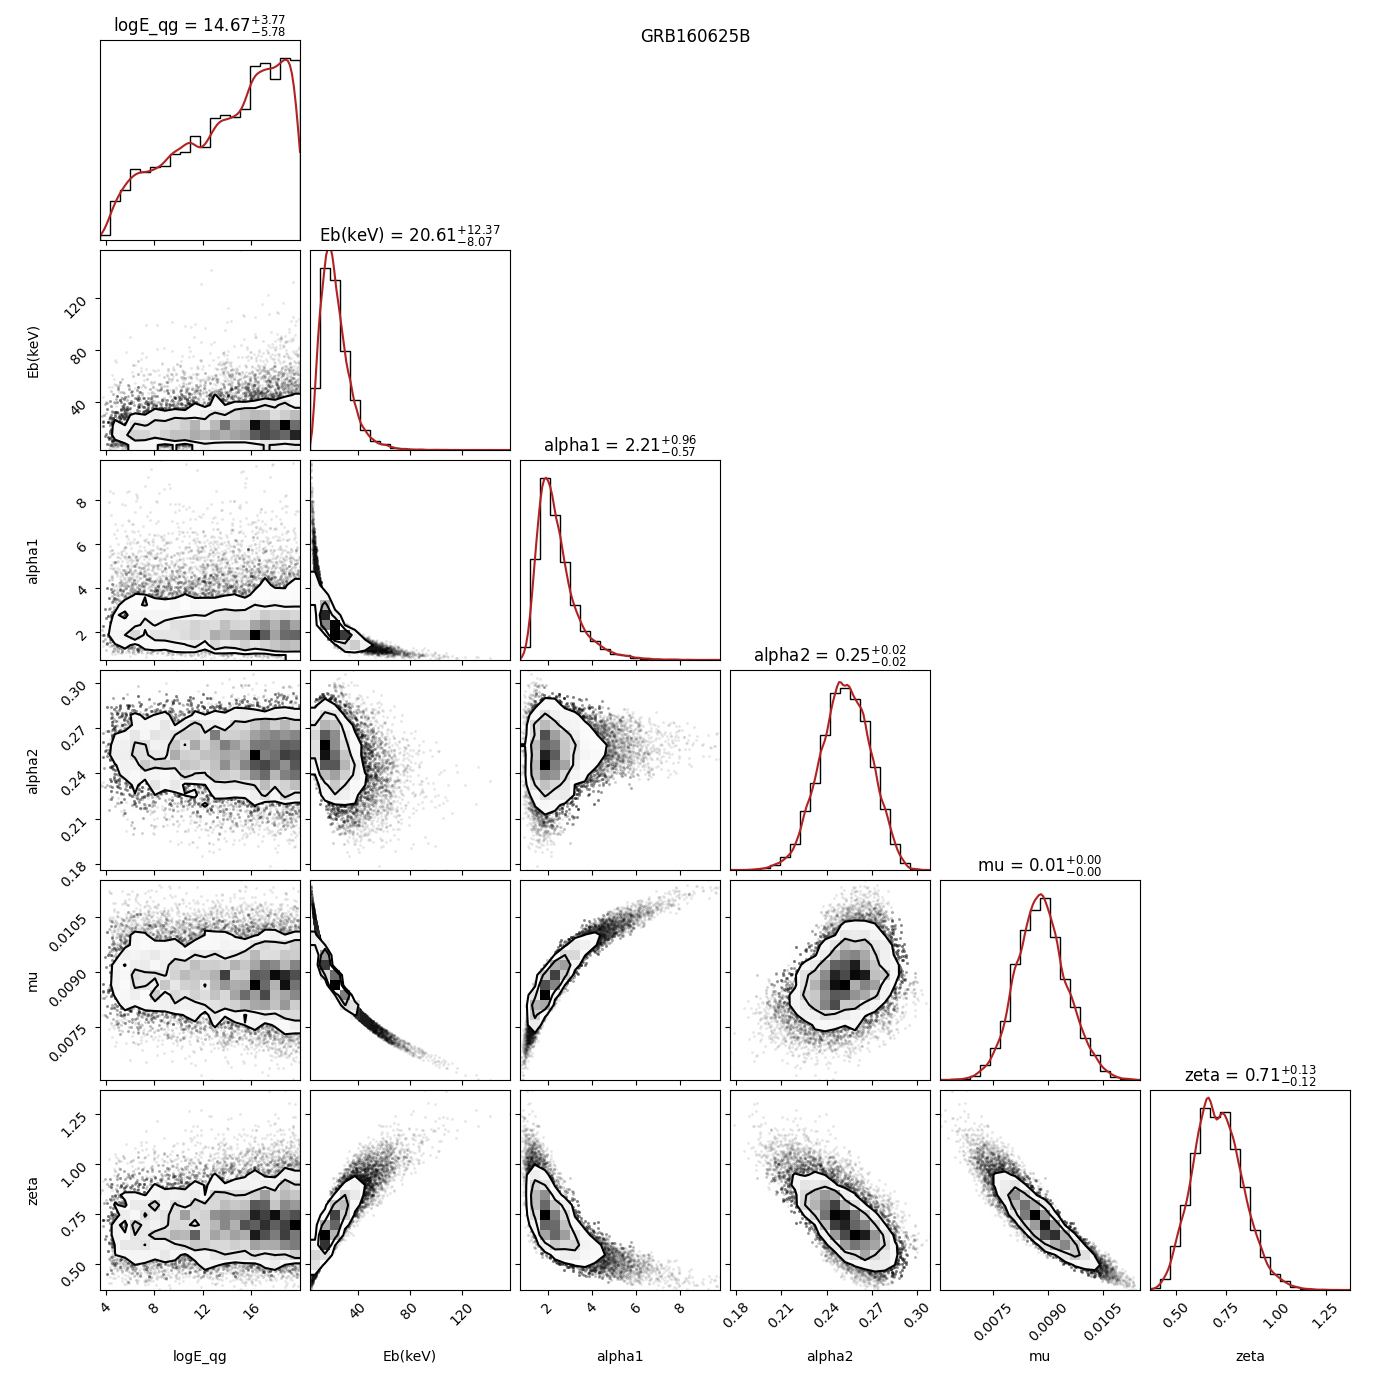 logE_qg = 14.67+3.77 −5.78
GRB160625B
Eb(keV) = 20.61+12.37 −8.07
120
80
40
Eb(keV)
alpha1 = 2.21+0.96 −0.57
8
6
4
2
alpha1
alpha2 = 0.25+0.02 −0.02
0.30
0.27
0.24
0.21
0.18
alpha2
mu = 0.01+0.00 −0.00
0.0105
0.0090
0.0075
mu
zeta = 0.71+0.13 −0.12
1.25
1.00
0.75
0.50
zeta
4 8 12 16 40 80 120 2 4 6 8 0.18 0.21 0.24 0.27 0.30 0.0075 0.0090 0.0105 0.50 0.75 1.00 1.25
logE_qg Eb(keV) alpha1 alpha2 mu zeta